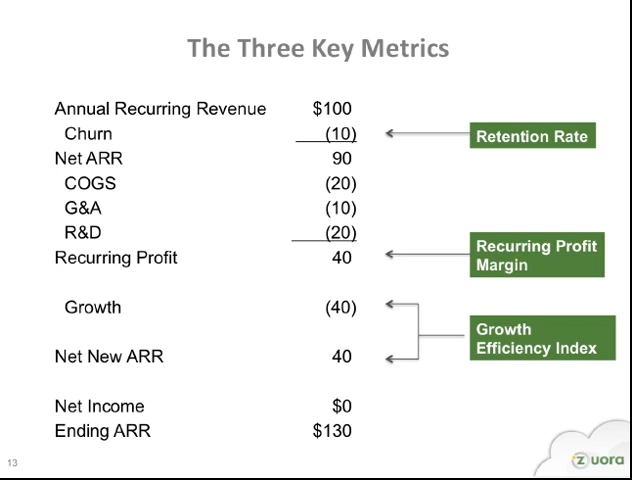 The Three Key Metrics
Annual Recurring Revenue $100
Churn (10)
Retention Rate
Net ARR 90
COGS (20)
G&A (10)
R&D (20)
Recurring Profit 40
Recurring Profit
Margin
Growth (40)
Growth
Efficiency Index
Net New ARR 40
Net Income $0
Ending ARR $130
13
zuora